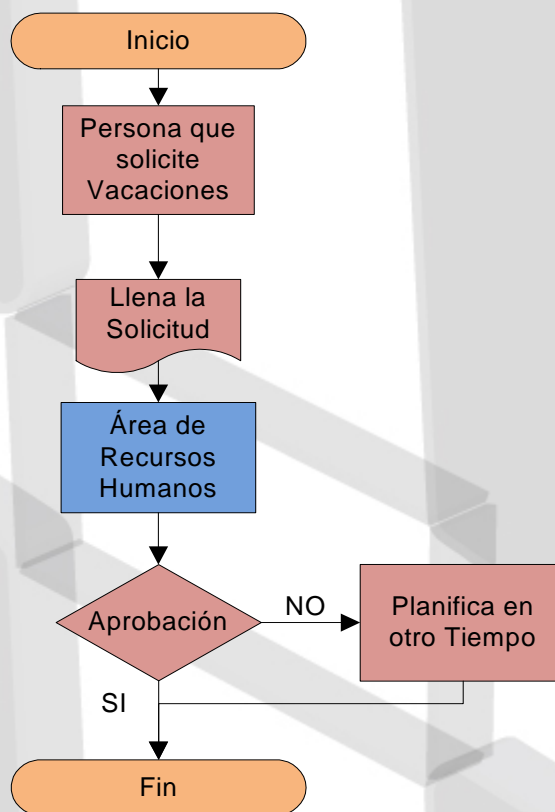 Inicio
Persona que
solicite
Vacaciones
Llena la
Solicitud
Área de
Recursos
Humanos
Aprobación
NO
Planifica en
otro Tiempo
SI
Fin